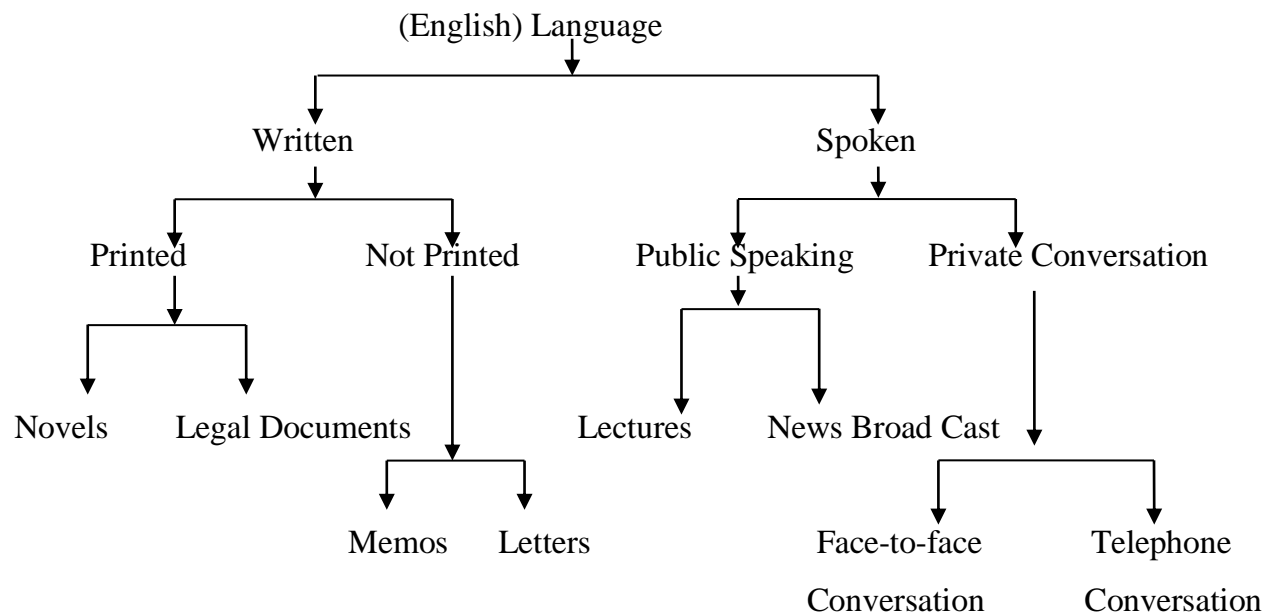 (English) Language
Written Spoken
Printed Not Printed Public Speaking Private Conversation
Novels Legal Documents Lectures News Broad Cast
Memos Letters Face-to-face Telephone
Conversation Conversation